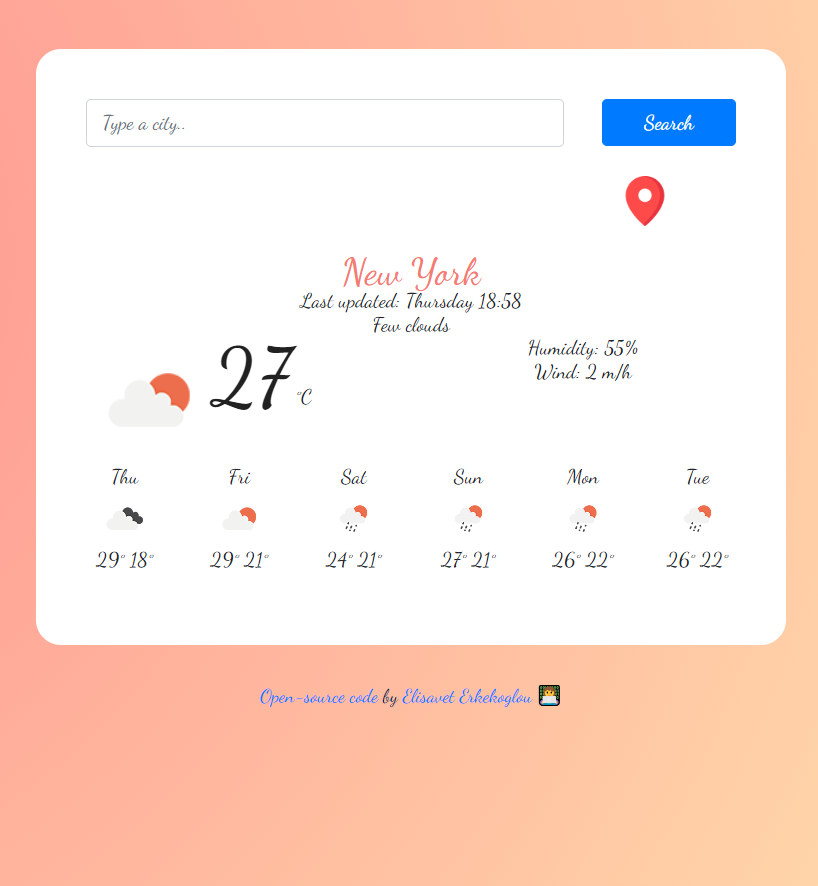 Type a city..
Search
New York
Last updated: Thursday 18:58
Few clouds
Humidity: 55%
Wind: 2 m/h
27°C
Thu Fri Sat Sun Mon Tue
29° 18° 29° 21° 24° 21° 27° 21° 26° 22° 26° 22°
Open-source code by Elisavet Erkekoglou